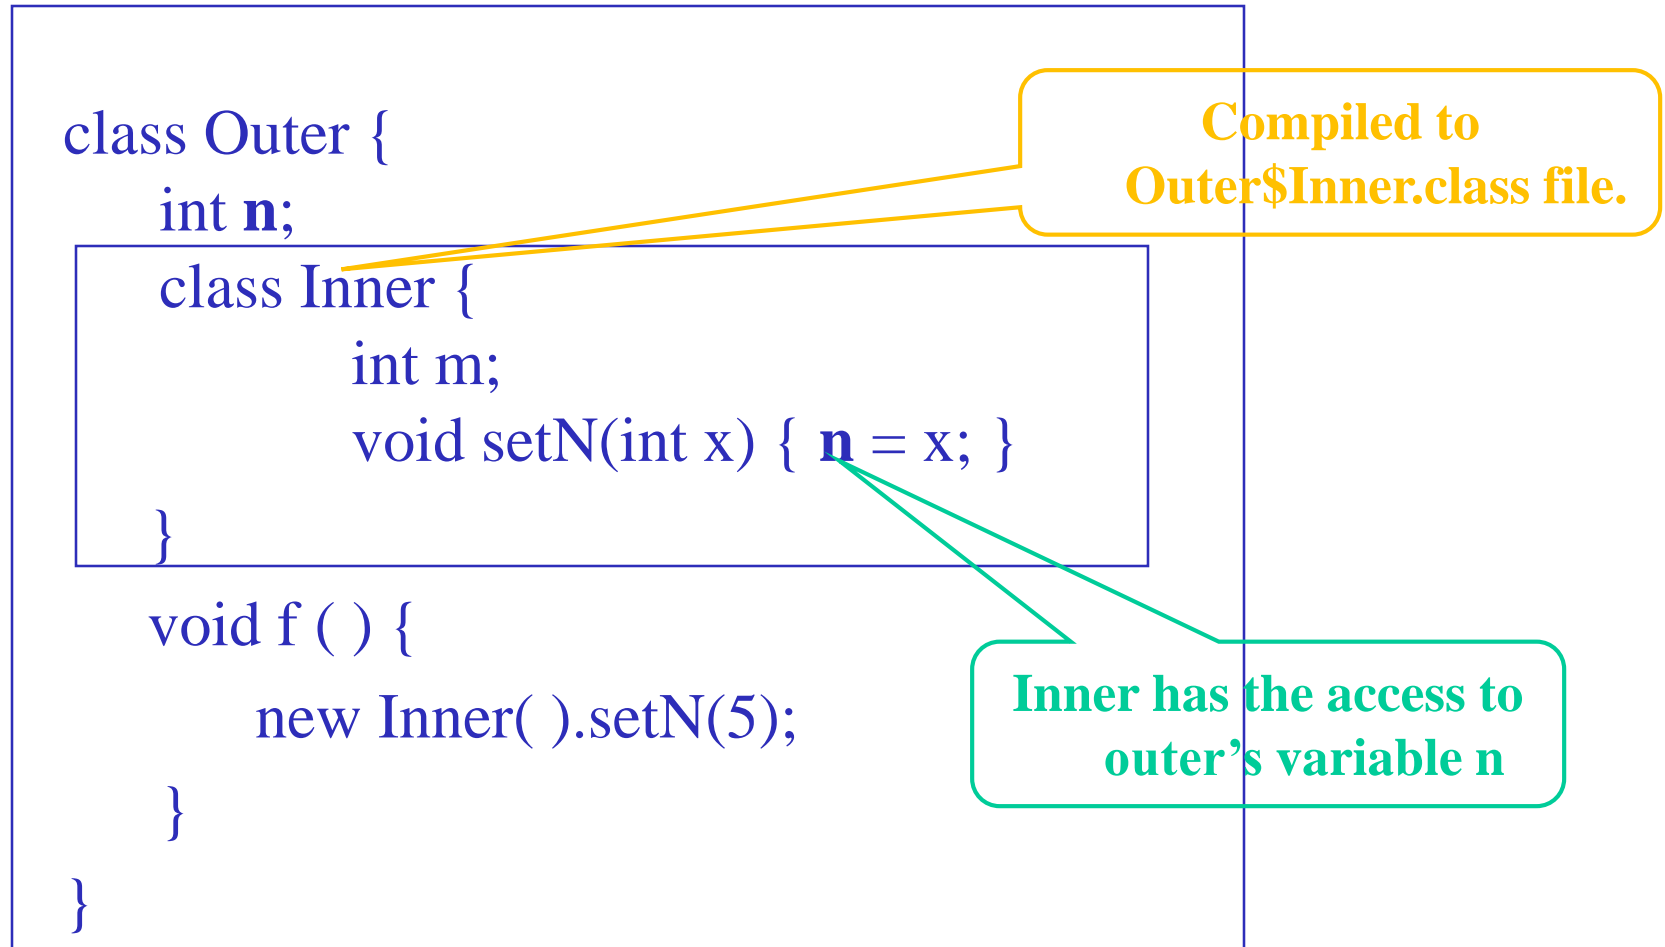 class Outer {
int n;
class Inner {
int m;
void setN(int x) { n = x; }
}
void f ( ) {
new Inner( ).setN(5);
}
}
Compiled to
Outer$Inner.class file.
Inner has the access to
outer’s variable n